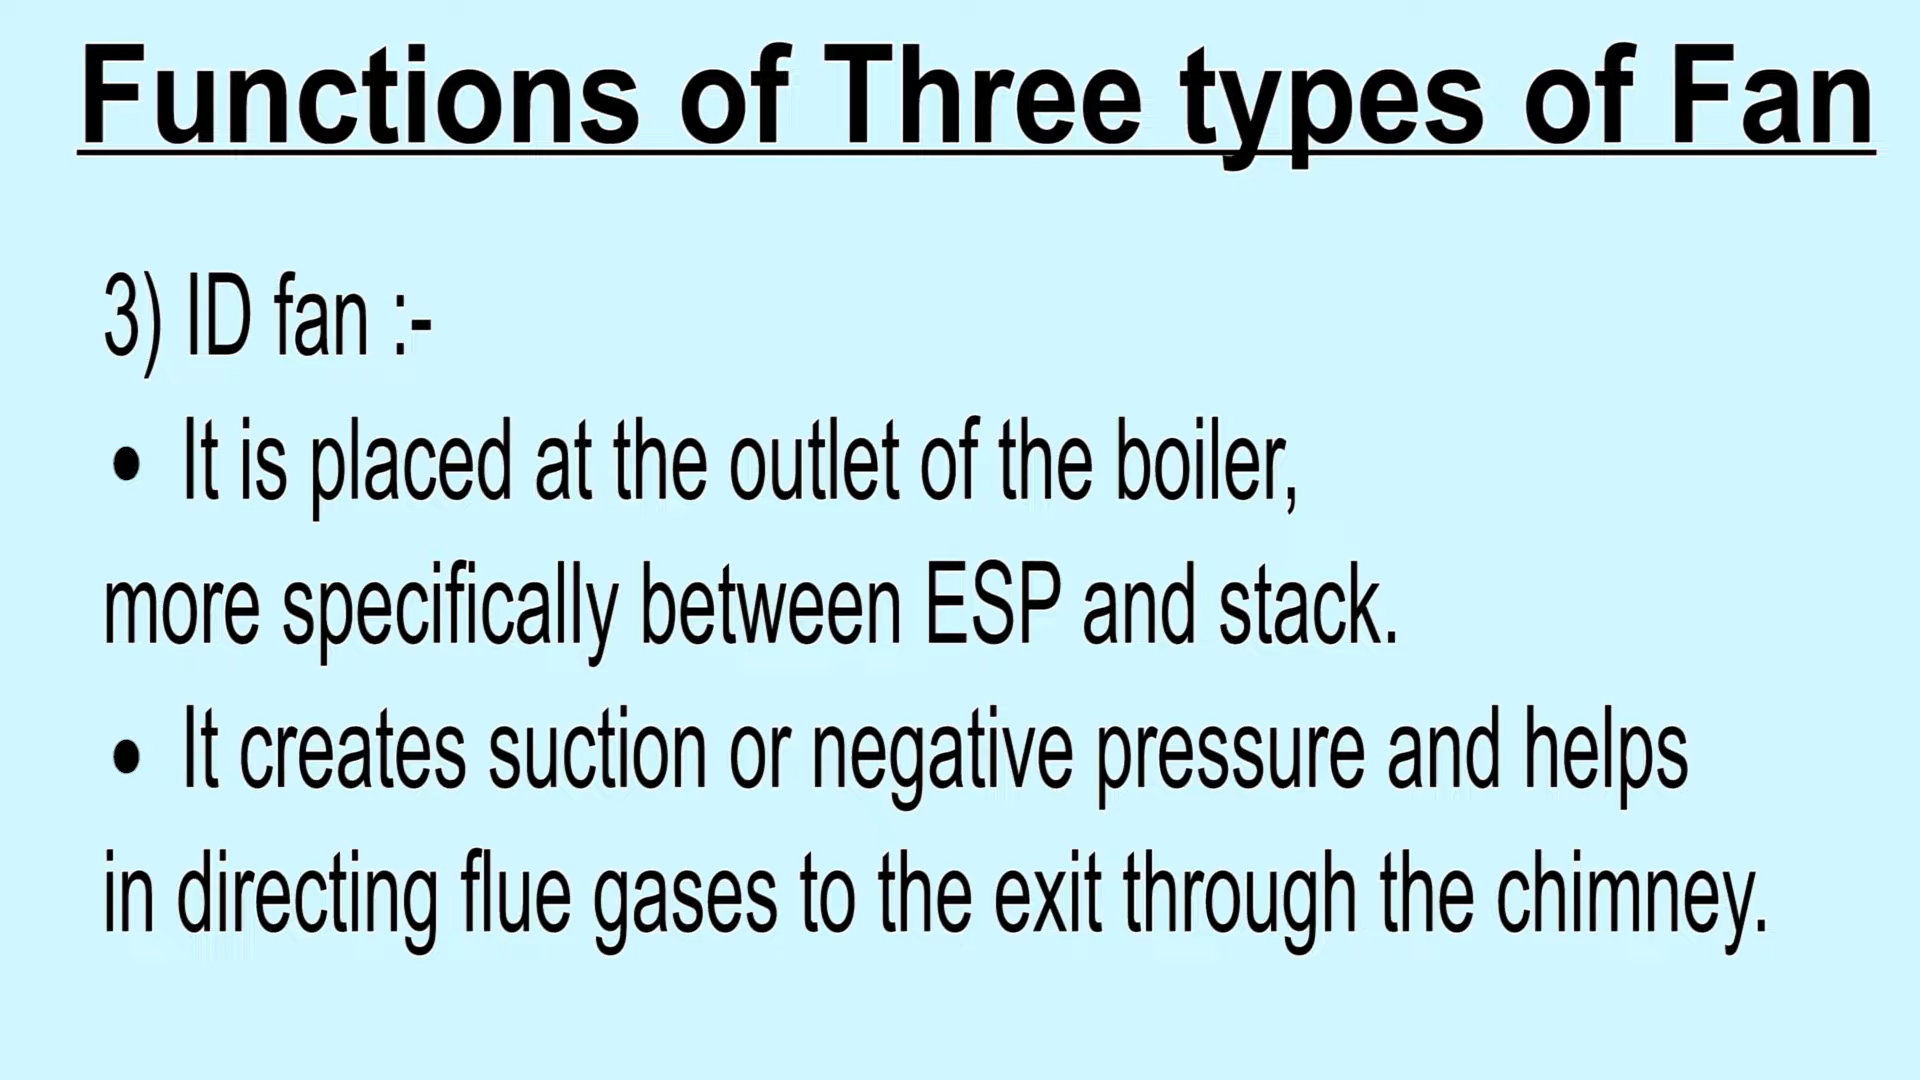 Functions of Three types of Fan
3) ID fan :-
• It is placed at the outlet of the boiler,
more specifically between ESP and stack.
• It creates suction or negative pressure and helps
in directing flue gases to the exit through the chimney.